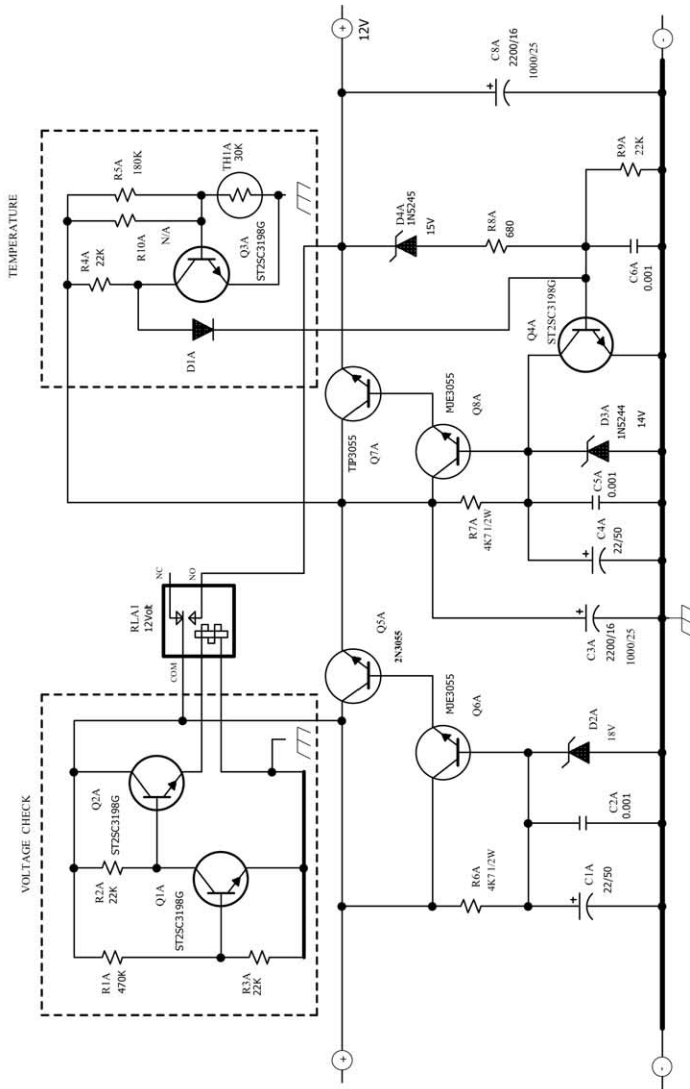 VOLTAGE CHECK
R1A
470K
R2A
22K
Q1A
ST2SC3198G
R3A
22K
Q2A
ST2SC3198G
RLA1
12Volt
COM
NC
NO
TEMPERATURE
R4A
22K
D1A
R10A
N/A
R5A
180K
Q3A
ST2SC3198G
TH1A
30K
+
12V
Q5A
2N3055
MJE3055
Q6A
R6A
4K7 1/2W
C1A
22/50
C2A
0.001
D2A
18V
C3A
2200/16
1000/25
TIP3055
Q7A
MJE3055
Q8A
R7A
4K7 1/2W
C4A
22/50
C5A
0.001
D3A
1N5244
14V
Q4A
ST2SC3198G
D4A
1N5245
15V
R8A
680
C6A
0.001
R9A
22K
C8A
2200/16
1000/25
+
-
-
+
+
+
+